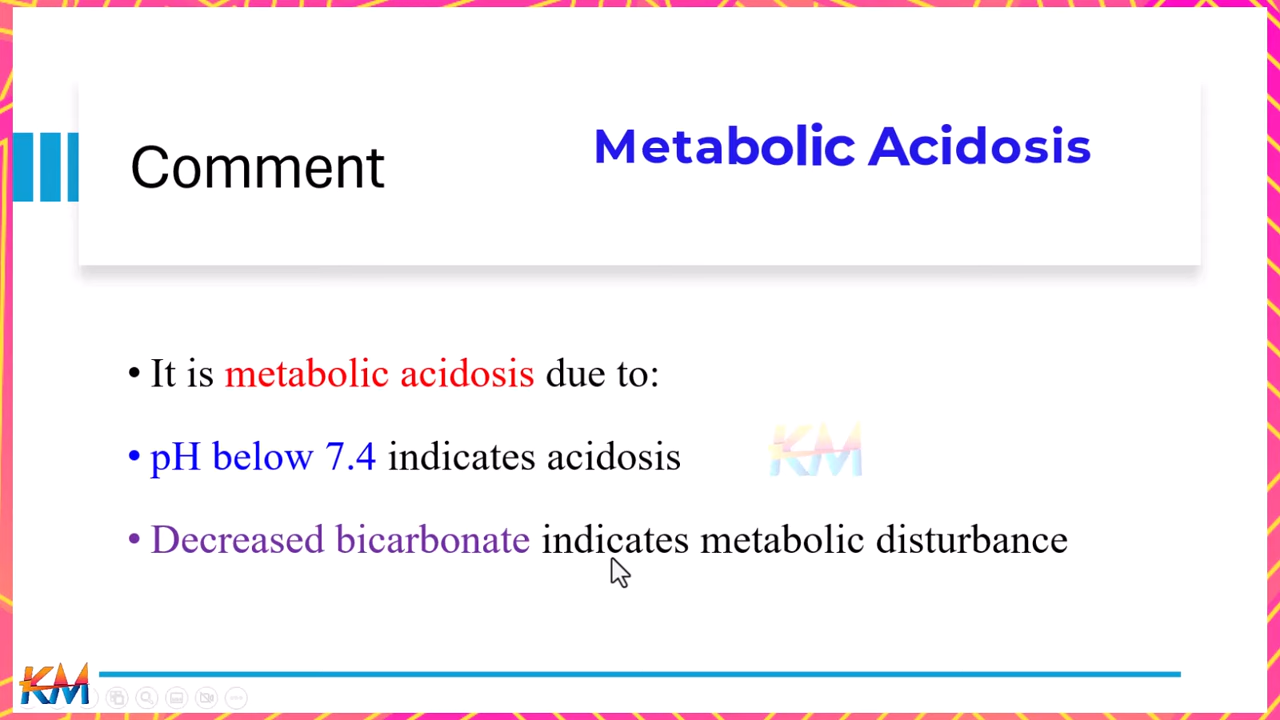 Comment
Metabolic Acidosis
• It is metabolic acidosis due to:
• pH below 7.4 indicates acidosis
KM
• Decreased bicarbonate indicates metabolic disturbance
KM